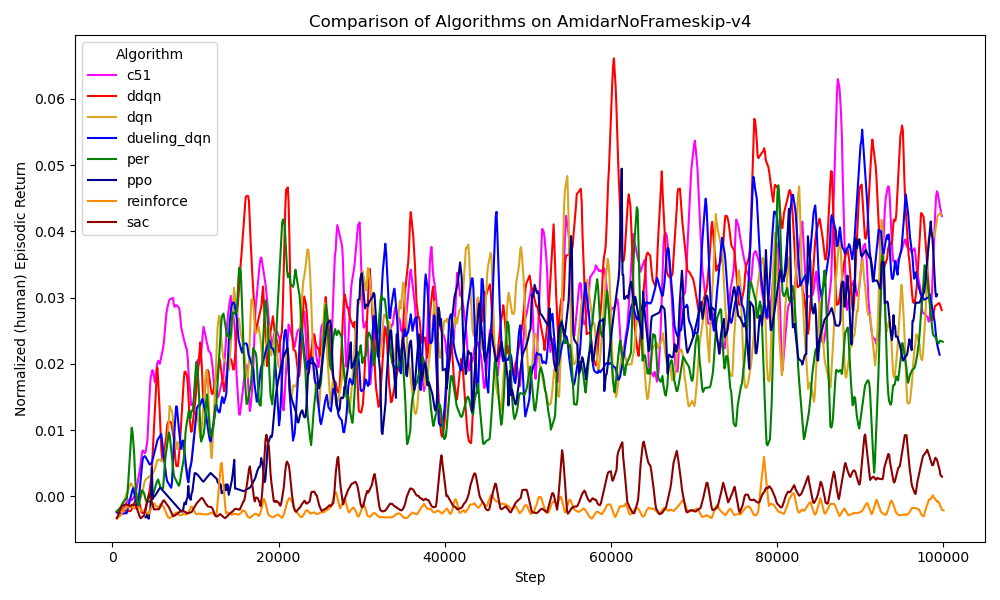 Comparison of Algorithms on AmidarNoFrameskip-v4
Algorithm
c51
ddqn
dqn
dueling_dqn
per
ppo
reinforce
sac
Normalized (human) Episodic Return
0.06
0.05
0.04
0.03
0.02
0.01
0.00
0
20000
40000
60000
80000
100000
Step